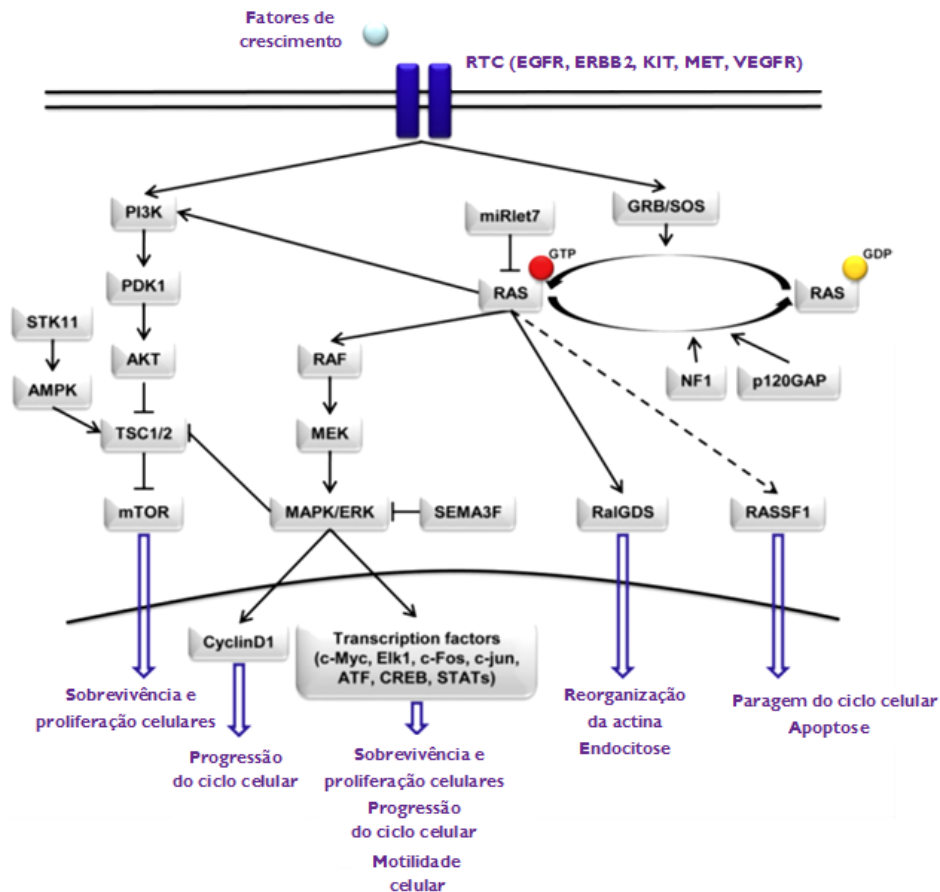 Fatores de
crescimento
RTC (EGFR, ERBB2, KIT, MET, VEGFR)
PI3K
miRlet7
GRB/SOS
GTP
GDP
PDK1
RAS
RAS
STK11
AKT
RAF
NF1
p120GAP
AMPK
TSC1/2
MEK
mTOR
MAPK/ERK
SEMA3F
RalGDS
RASSF1
CyclinD1
Transcription factors
(c-Myc, Elk1, c-Fos, c-jun,
ATF, CREB, STATs)
Sobrevivência e
proliferação celulares
Reorganização
da actina
Endocitose
Paragem do ciclo celular
Apoptose
Progressão
do ciclo celular
Sobrevivência e
proliferação celulares
Progressão
do ciclo celular
Motilidade
celular